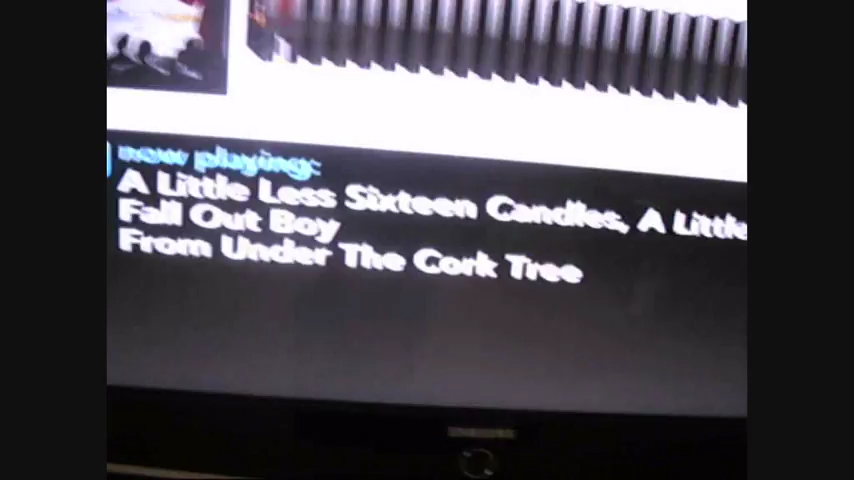 now playing:
A Little Less Sixteen Candles, A Little
Fall Out Boy
From Under The Cork Tree